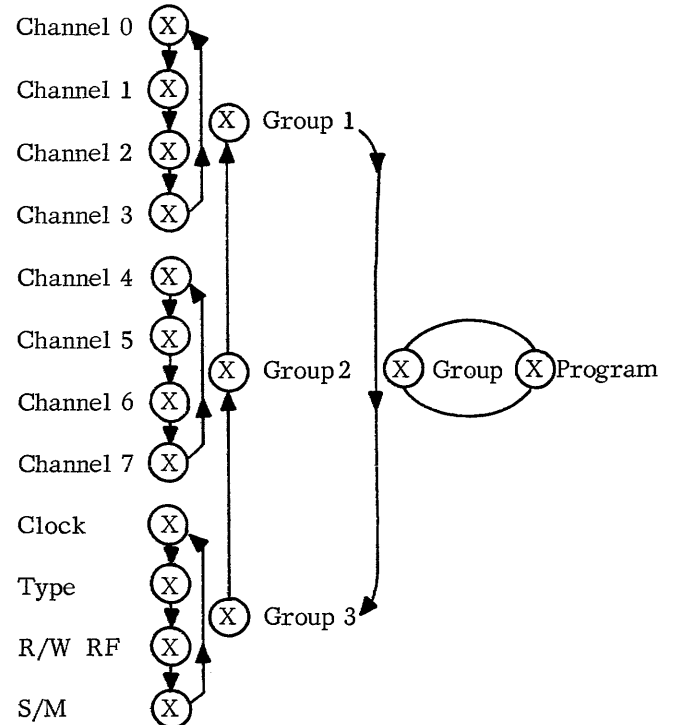 Channel 0 X
Channel 1 X
X Group 1
Channel 2 X
Channel 3 X
Channel 4 X
Channel 5 X
X Group 2 X Group X Program
Channel 6 X
Channel 7 X
Clock X
Type X
X Group 3
R/W RF X
S/M X